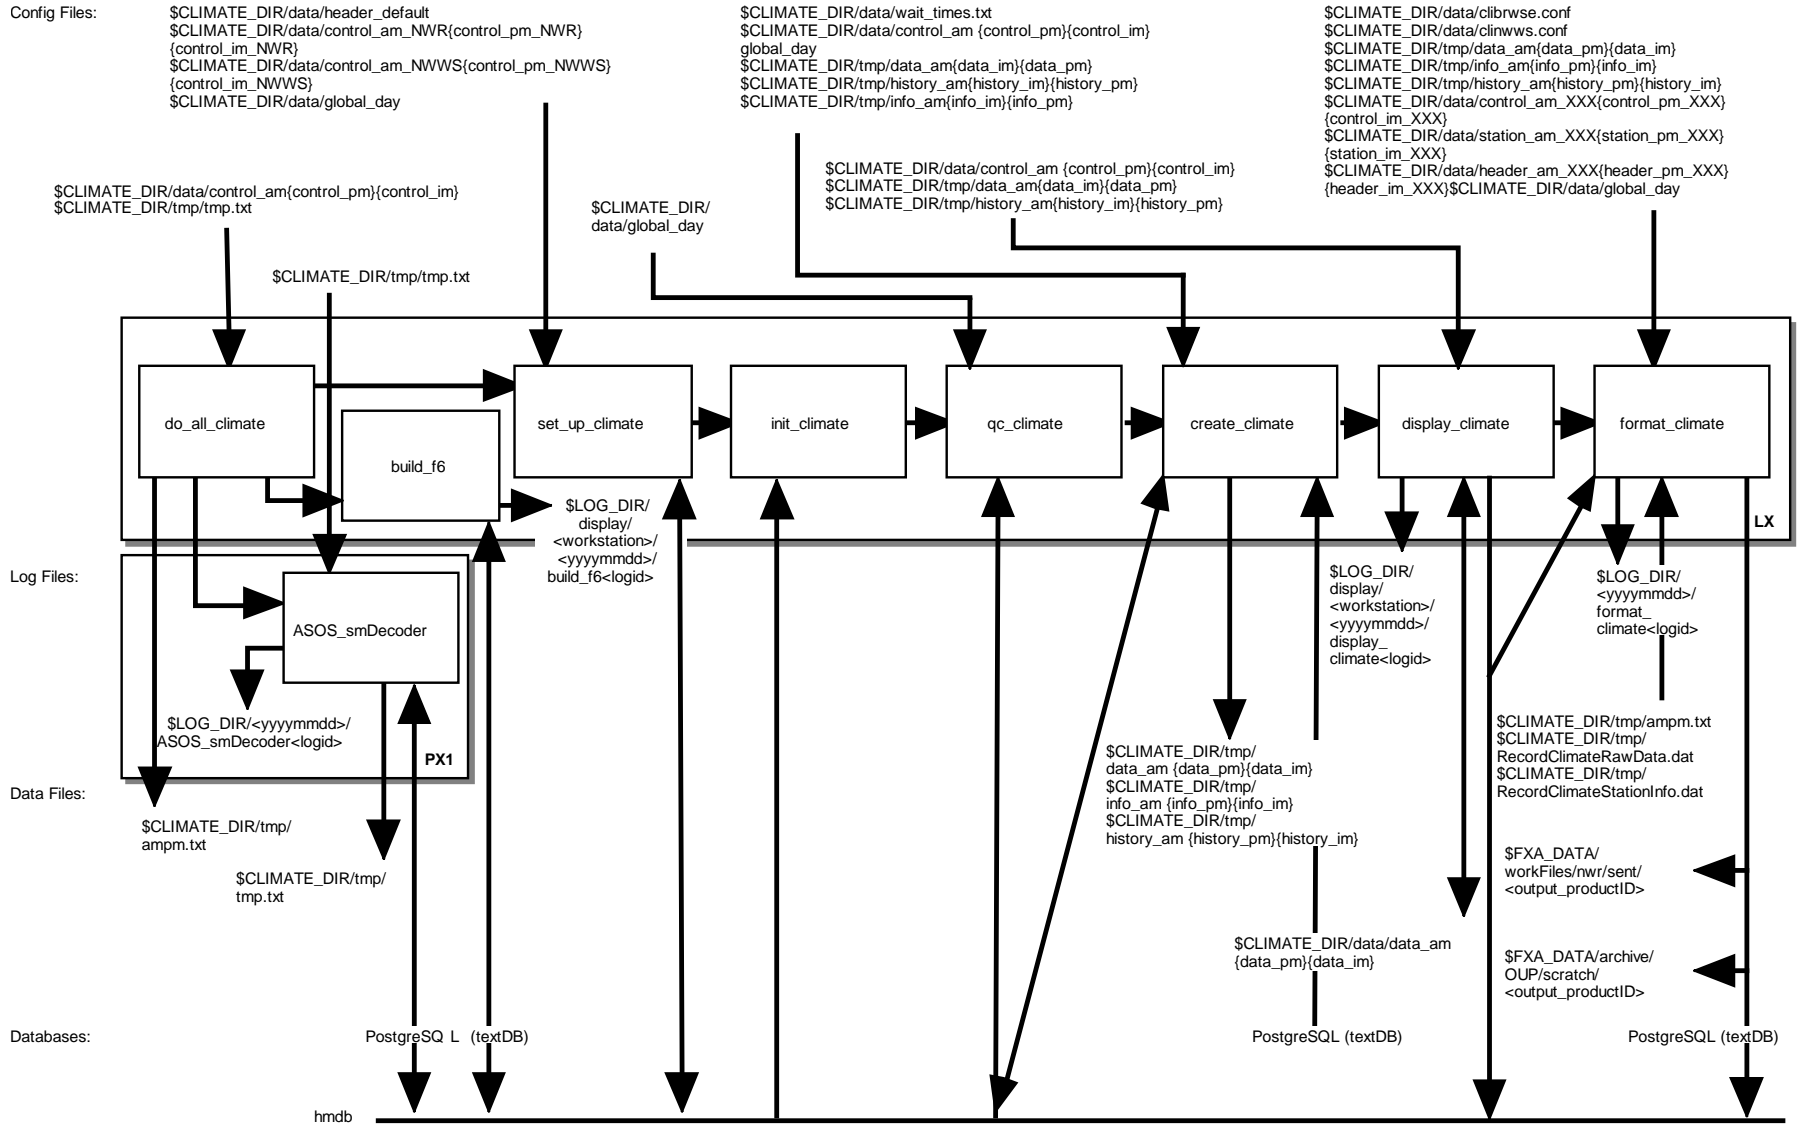 Config Files:
$CLIMATE_DIR/data/header_default
$CLIMATE_DIR/data/control_am_NWR{control_pm_NWR}
{control_im_NWR}
$CLIMATE_DIR/data/control_am_NWWS{control_pm_NWWS}
{control_im_NWWS}
$CLIMATE_DIR/data/global_day
$CLIMATE_DIR/data/wait_times.txt
$CLIMATE_DIR/data/control_am {control_pm}{control_im}
global_day
$CLIMATE_DIR/tmp/data_am{data_im}{data_pm}
$CLIMATE_DIR/tmp/history_am{history_im}{history_pm}
$CLIMATE_DIR/tmp/info_am{info_im}{info_pm}
$CLIMATE_DIR/data/clibrwse.conf
$CLIMATE_DIR/data/clinwws.conf
$CLIMATE_DIR/tmp/data_am{data_pm}{data_im}
$CLIMATE_DIR/tmp/info_am{info_pm}{info_im}
$CLIMATE_DIR/tmp/history_am{history_pm}{history_im}
$CLIMATE_DIR/data/control_am_XXX{control_pm_XXX}
{control_im_XXX}
$CLIMATE_DIR/data/station_am_XXX{station_pm_XXX}
{station_im_XXX}
$CLIMATE_DIR/data/header_am_XXX{header_pm_XXX}
{header_im_XXX}$CLIMATE_DIR/data/global_day
$CLIMATE_DIR/data/control_am{control_pm}{control_im}
$CLIMATE_DIR/tmp/tmp.txt
$CLIMATE_DIR/
data/global_day
$CLIMATE_DIR/data/control_am {control_pm}{control_im}
$CLIMATE_DIR/tmp/data_am{data_im}{data_pm}
$CLIMATE_DIR/tmp/history_am{history_im}{history_pm}
$CLIMATE_DIR/tmp/tmp.txt
do_all_climate
build_f6
set_up_climate
init_climate
qc_climate
create_climate
display_climate
format_climate
LX
$LOG_DIR/
display/
<workstation>/
<yyyymmdd>/
build_f6<logid>
Log Files:
ASOS_smDecoder
$LOG_DIR/<yyyymmdd>/
ASOS_smDecoder<logid>
PX1
$LOG_DIR/
display/
<workstation>/
<yyyymmdd>/
display_
climate<logid>
$LOG_DIR/
<yyyymmdd>/
format_
climate<logid>
Data Files:
$CLIMATE_DIR/tmp/
ampm.txt
$CLIMATE_DIR/tmp/
tmp.txt
$CLIMATE_DIR/tmp/
data_am {data_pm}{data_im}
$CLIMATE_DIR/tmp/
info_am {info_pm}{info_im}
$CLIMATE_DIR/tmp/
history_am {history_pm}{history_im}
$CLIMATE_DIR/tmp/ampm.txt
$CLIMATE_DIR/tmp/
RecordClimateRawData.dat
$CLIMATE_DIR/tmp/
RecordClimateStationInfo.dat
$FXA_DATA/
workFiles/nwr/sent/
<output_productID>
$CLIMATE_DIR/data/data_am
{data_pm}{data_im}
$FXA_DATA/archive/
OUP/scratch/
<output_productID>
Databases:
PostgreSQ L (textDB)
PostgreSQL (textDB)
PostgreSQL (textDB)
hmdb